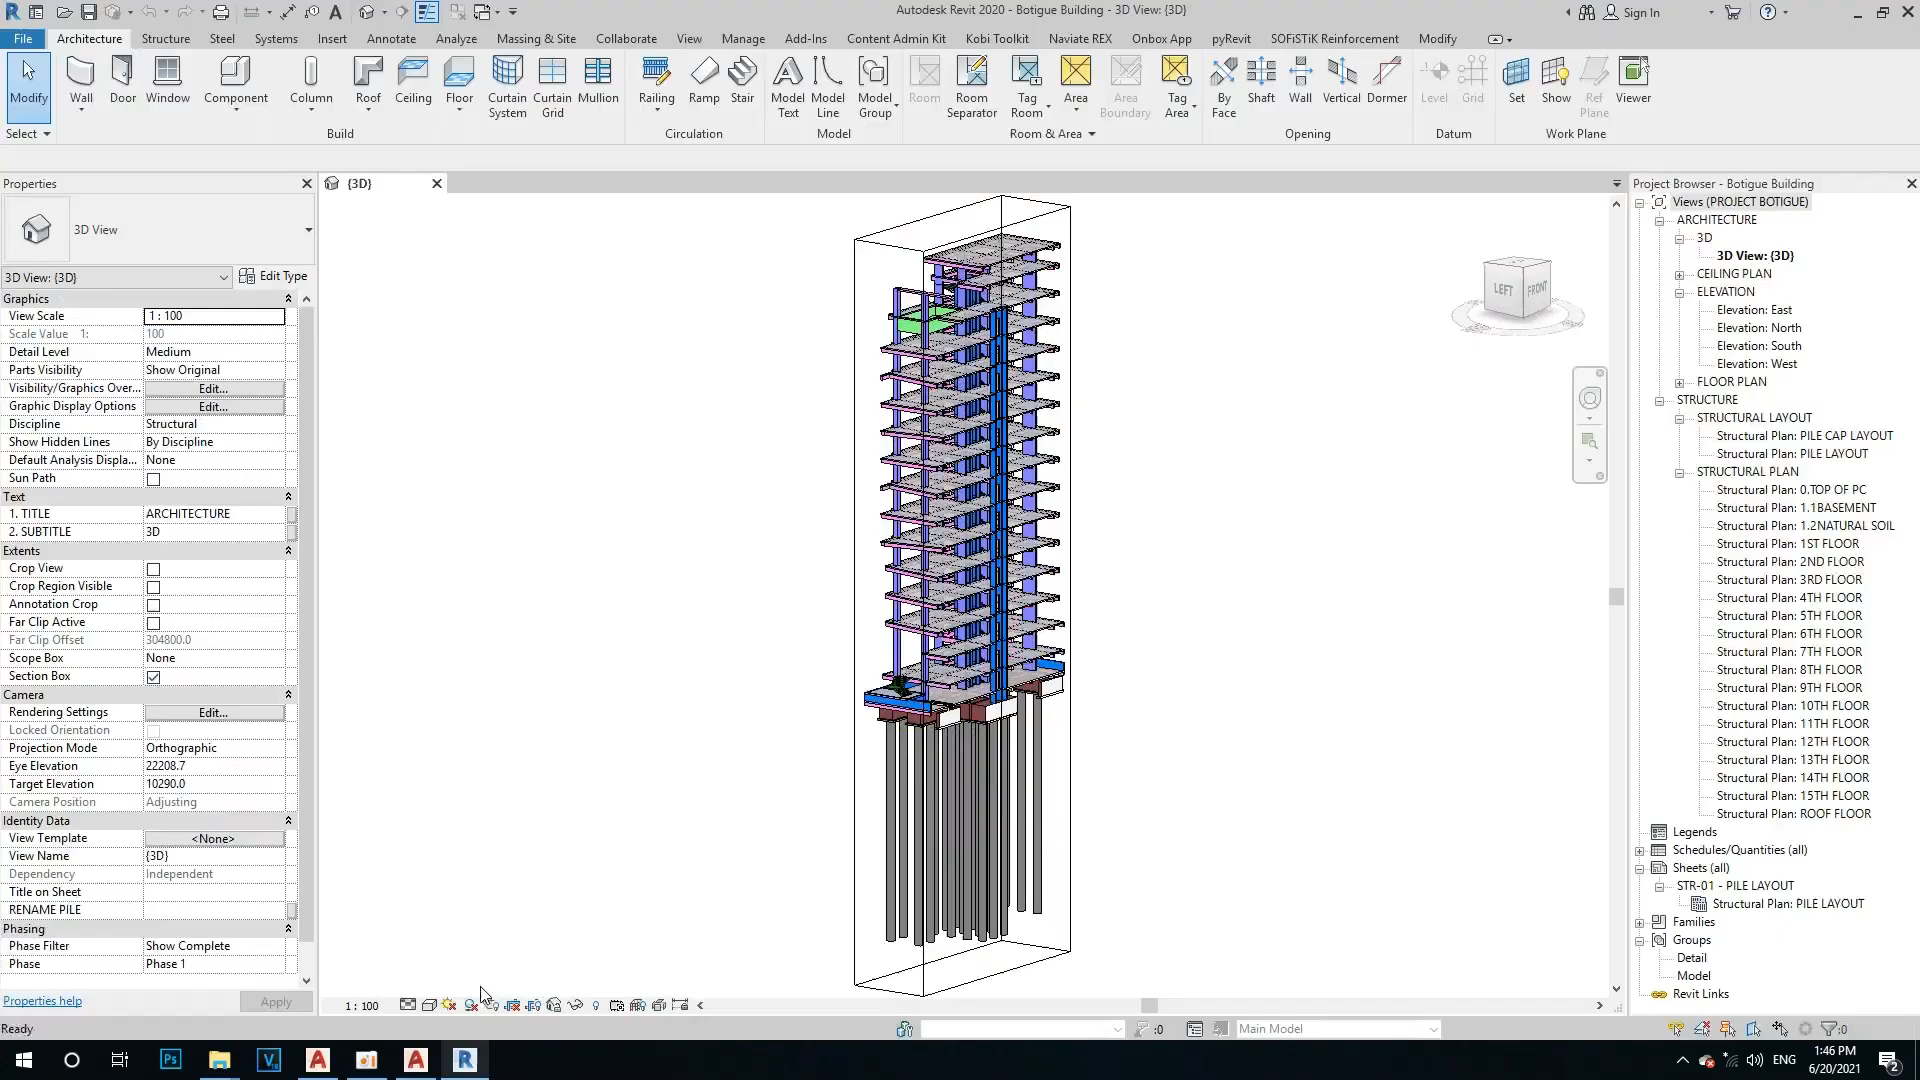 Autodesk Revit 2020 - Botigue Building - 3D View: {3D}
Sign In
File Architecture Structure Steel Systems Insert Annotate Analyze Massing & Site Collaborate View Manage Add-Ins Content Admin Kit Kobi Toolkit Naviate REX Onbox App pyRevit SOFiSTiK Reinforcement Modify
Modify Wall Door Window Component Column Roof Ceiling Floor Curtain System Curtain Grid Mullion Railing Ramp Stair Model Text Model Line Model Group Room Room Separator Tag Room Area Area Boundary Tag Area By Face Shaft Wall Vertical Dormer Level Grid Set Show Ref Plane Viewer
Select Build Circulation Model Room & Area Opening Datum Work Plane
Properties
3D View
3D View: {3D} Edit Type
Graphics
View Scale 1 : 100
Scale Value 1: 100
Detail Level Medium
Parts Visibility Show Original
Visibility/Graphics Over... Edit...
Graphic Display Options Edit...
Discipline Structural
Show Hidden Lines By Discipline
Default Analysis Displa... None
Sun Path
Text
1. TITLE ARCHITECTURE
2. SUBTITLE 3D
Extents
Crop View
Crop Region Visible
Annotation Crop
Far Clip Active
Far Clip Offset 304800.0
Scope Box None
Section Box
Camera
Rendering Settings Edit...
Locked Orientation
Projection Mode Orthographic
Eye Elevation 22208.7
Target Elevation 10290.0
Camera Position Adjusting
Identity Data
View Template <None>
View Name {3D}
Dependency Independent
Title on Sheet
RENAME PILE
Phasing
Phase Filter Show Complete
Phase Phase 1
Properties help Apply
{3D}
LEFT FRONT
1 : 100
Project Browser - Botigue Building
Views (PROJECT BOTIGUE)
ARCHITECTURE
3D
3D View: {3D}
CEILING PLAN
ELEVATION
Elevation: East
Elevation: North
Elevation: South
Elevation: West
FLOOR PLAN
STRUCTURE
STRUCTURAL LAYOUT
Structural Plan: PILE CAP LAYOUT
Structural Plan: PILE LAYOUT
STRUCTURAL PLAN
Structural Plan: 0.TOP OF PC
Structural Plan: 1.1BASEMENT
Structural Plan: 1.2NATURAL SOIL
Structural Plan: 1ST FLOOR
Structural Plan: 2ND FLOOR
Structural Plan: 3RD FLOOR
Structural Plan: 4TH FLOOR
Structural Plan: 5TH FLOOR
Structural Plan: 6TH FLOOR
Structural Plan: 7TH FLOOR
Structural Plan: 8TH FLOOR
Structural Plan: 9TH FLOOR
Structural Plan: 10TH FLOOR
Structural Plan: 11TH FLOOR
Structural Plan: 12TH FLOOR
Structural Plan: 13TH FLOOR
Structural Plan: 14TH FLOOR
Structural Plan: 15TH FLOOR
Structural Plan: ROOF FLOOR
Legends
Schedules/Quantities (all)
Sheets (all)
STR-01 - PILE LAYOUT
Structural Plan: PILE LAYOUT
Families
Groups
Detail
Model
Revit Links
Ready :0 Main Model :0
Ps ENG 1:46 PM
6/20/2021 2